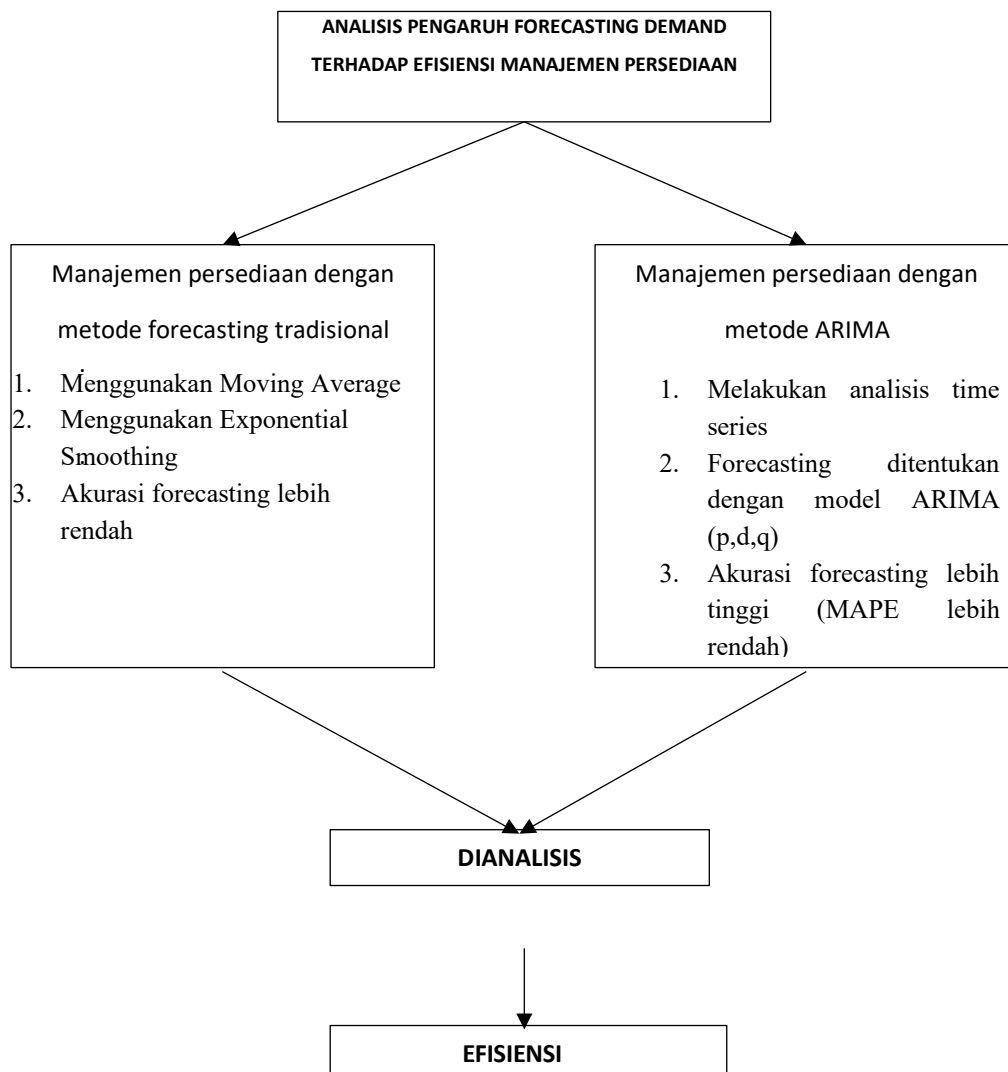 ANALISIS PENGARUH FORECASTING DEMAND
TERHADAP EFISIENSI MANAJEMEN PERSEDIAAN
Manajemen persediaan dengan
metode forecasting tradisional
1. Menggunakan Moving Average
2. Menggunakan Exponential
Smoothing
3. Akurasi forecasting lebih
rendah
Manajemen persediaan dengan
metode ARIMA
1. Melakukan analisis time
series
2. Forecasting ditentukan
dengan model ARIMA
(p,d,q)
3. Akurasi forecasting lebih
tinggi (MAPE lebih
rendah)
DIANALISIS
EFISIENSI